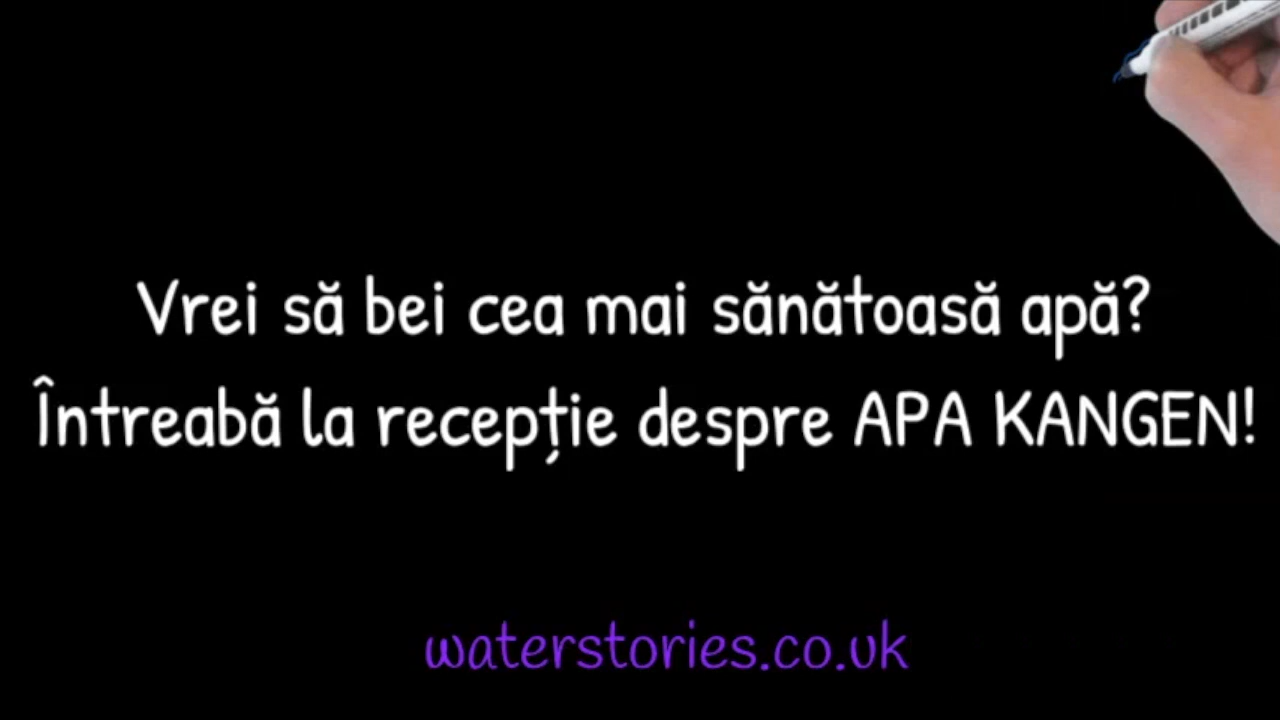 Vrei să bei cea mai sănătoasă apă?
Întreabă la recepție despre APA KANGEN!
waterstories.co.uk